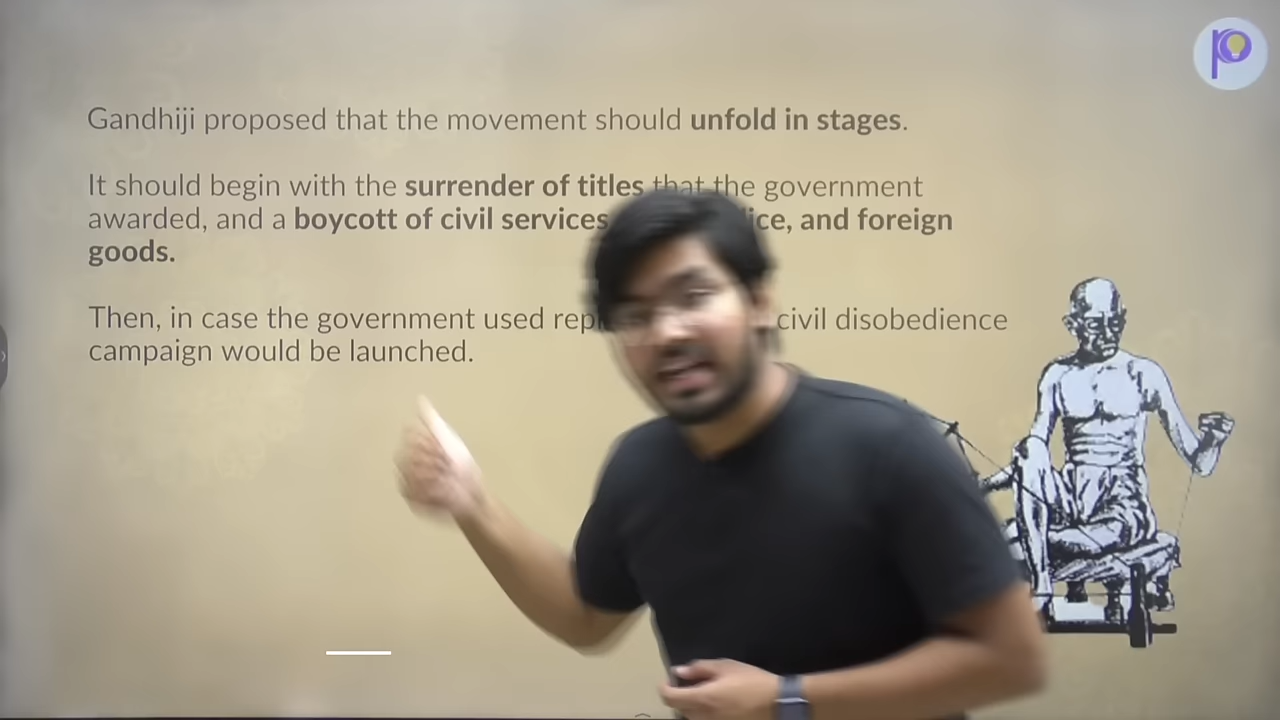 Gandhiji proposed that the movement should unfold in stages.
It should begin with the surrender of titles that the government
awarded, and a boycott of civil services and foreign
goods.
Then, in case the government used civil disobedience
campaign would be launched.